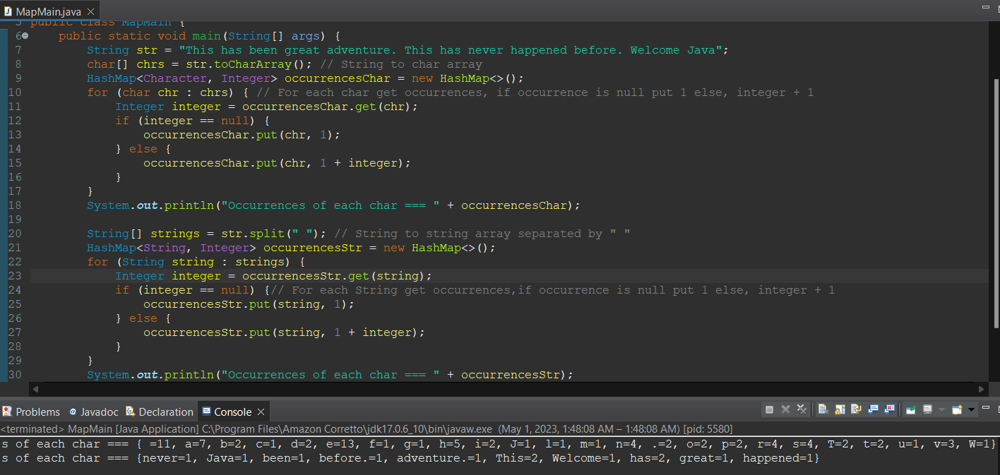 MapMain.java
5 public class MapMain {
6 public static void main(String[] args) {
7 String str = "This has been great adventure. This has never happened before. Welcome Java";
8 char[] chrs = str.toCharArray(); // String to char array
9 HashMap<Character, Integer> occurrencesChar = new HashMap<>();
10 for (char chr : chrs) { // For each char get occurrences, if occurrence is null put 1 else, integer + 1
11 Integer integer = occurrencesChar.get(chr);
12 if (integer == null) {
13 occurrencesChar.put(chr, 1);
14 } else {
15 occurrencesChar.put(chr, 1 + integer);
16 }
17 }
18 System.out.println("Occurrences of each char === " + occurrencesChar);
19
20 String[] strings = str.split(" "); // String to string array separated by " "
21 HashMap<String, Integer> occurrencesStr = new HashMap<>();
22 for (String string : strings) {
23 Integer integer = occurrencesStr.get(string);
24 if (integer == null) {// For each String get occurrences,if occurrence is null put 1 else, integer + 1
25 occurrencesStr.put(string, 1);
26 } else {
27 occurrencesStr.put(string, 1 + integer);
28 }
29 }
30 System.out.println("Occurrences of each char === " + occurrencesStr);
Problems @ Javadoc Declaration Console
<terminated> MapMain [Java Application] C:\Program Files\Amazon Corretto\jdk17.0.6_10\bin\javaw.exe (May 1, 2023, 1:48:08 AM – 1:48:08 AM) [pid: 5580]
s of each char === { =11, a=7, b=2, c=1, d=2, e=13, f=1, g=1, h=5, i=2, J=1, l=1, m=1, n=4, .=2, o=2, p=2, r=4, s=4, T=2, t=2, u=1, v=3, W=1}
s of each char === {never=1, Java=1, been=1, before.=1, adventure.=1, This=2, Welcome=1, has=2, great=1, happened=1}